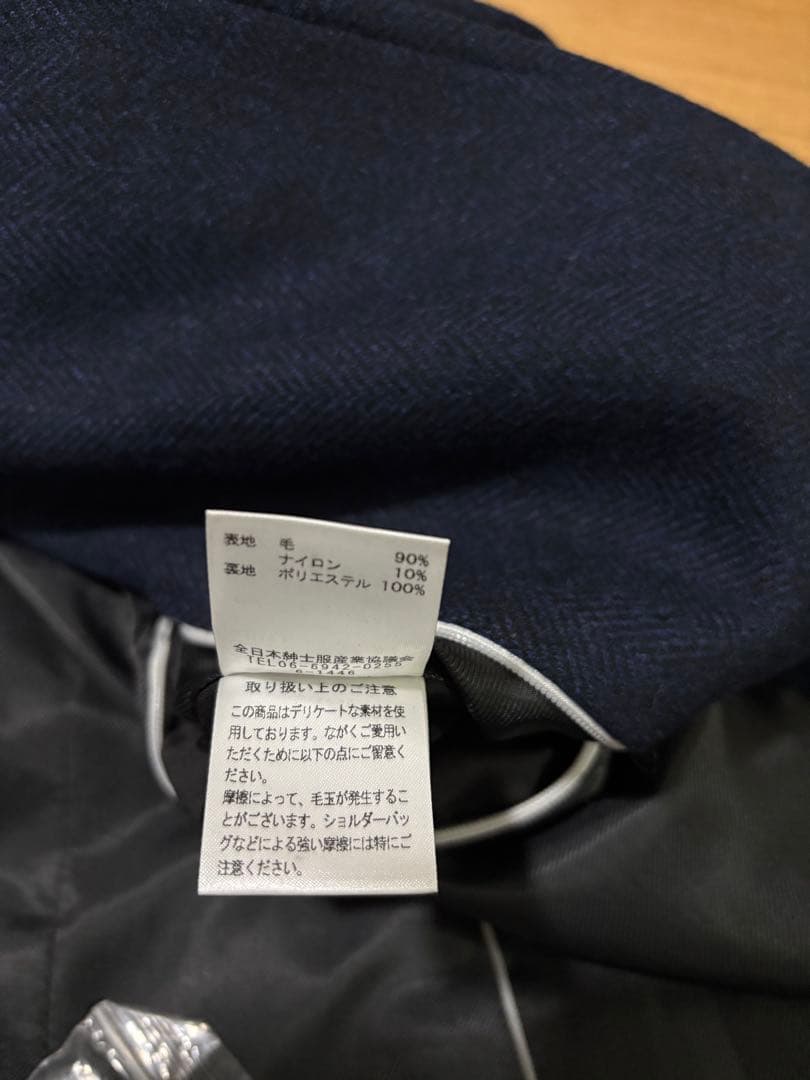 表地 毛 90%
ナイロン 10%
裏地 ポリエステル 100%
全日本紳士服産業協議会
TEL06-6942-0255
6-1446
取り扱い上のご注意
この商品はデリケートな素材を使
用しております。ながくご愛用い
ただくために以下の点にご留意く
ださい。
摩擦によって、毛玉が発生するこ
とがございます。ショルダーバッ
グなどによる強い摩擦には特にご
注意ください。